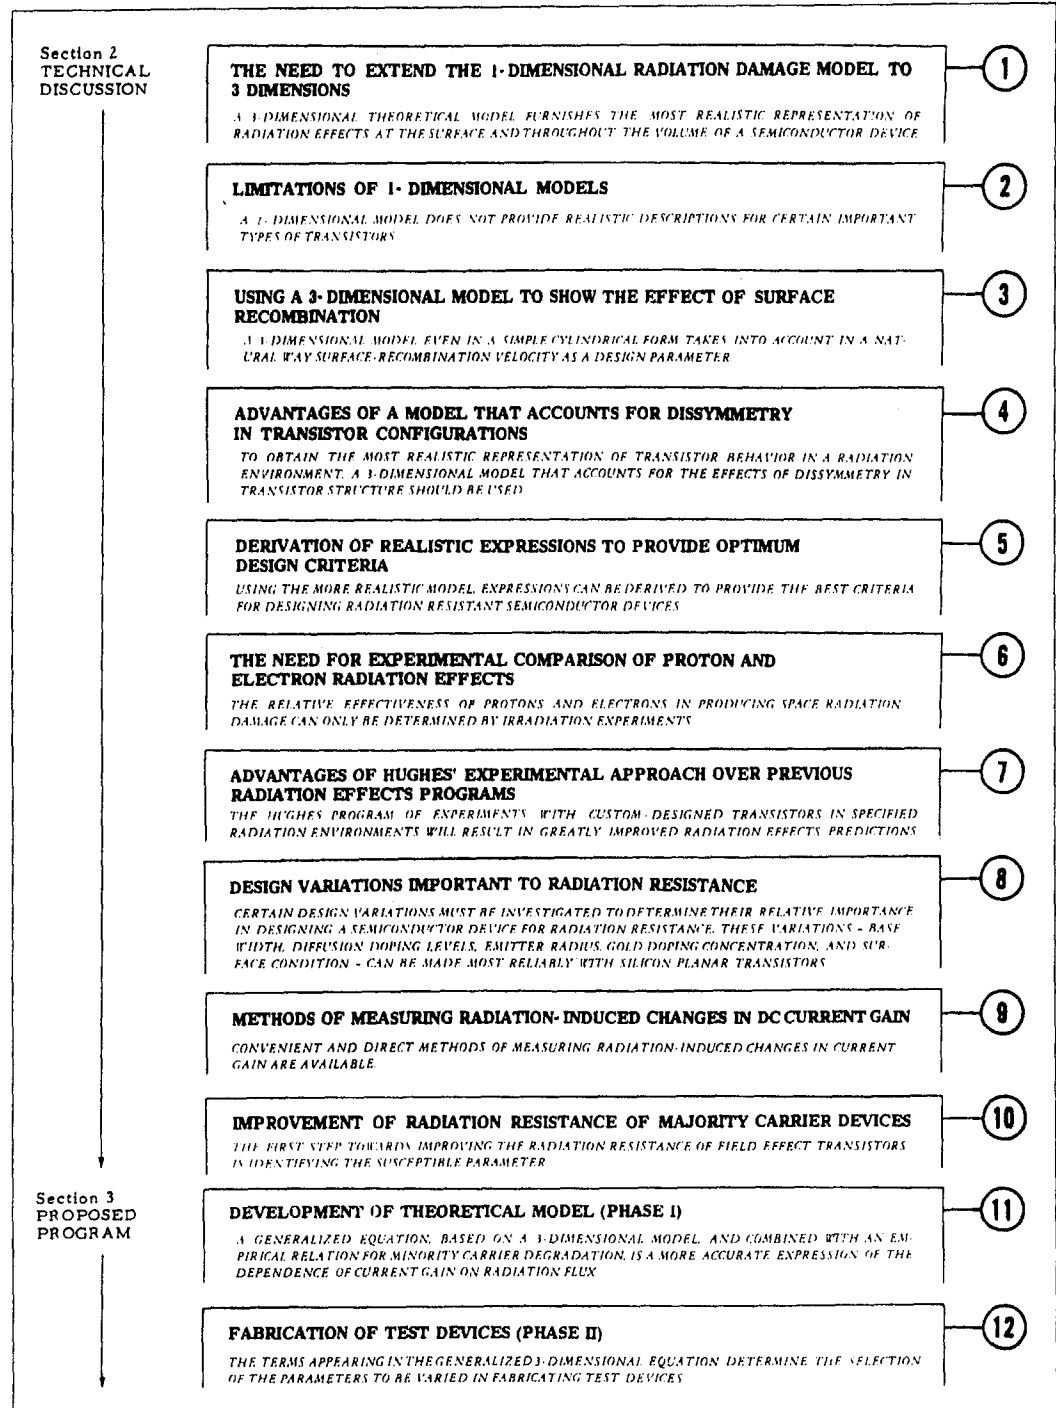 Section 2
TECHNICAL
DISCUSSION
THE NEED TO EXTEND THE 1-DIMENSIONAL RADIATION DAMAGE MODEL TO
3 DIMENSIONS
1
A 3-DIMENSIONAL THEORETICAL MODEL FURNISHES THE MOST REALISTIC REPRESENTATION OF
RADIATION EFFECTS AT THE SURFACE AND THROUGHOUT THE VOLUME OF A SEMICONDUCTOR DEVICE
LIMITATIONS OF 1-DIMENSIONAL MODELS
2
A 1-DIMENSIONAL MODEL DOES NOT PROVIDE REALISTIC DESCRIPTIONS FOR CERTAIN IMPORTANT
TYPES OF TRANSISTORS
USING A 3-DIMENSIONAL MODEL TO SHOW THE EFFECT OF SURFACE
RECOMBINATION
3
A 3-DIMENSIONAL MODEL EVEN IN A SIMPLE CYLINDRICAL FORM TAKES INTO ACCOUNT IN A NAT-
URAL WAY SURFACE-RECOMBINATION VELOCITY AS A DESIGN PARAMETER
ADVANTAGES OF A MODEL THAT ACCOUNTS FOR DISSYMMETRY
IN TRANSISTOR CONFIGURATIONS
4
TO OBTAIN THE MOST REALISTIC REPRESENTATION OF TRANSISTOR BEHAVIOR IN A RADIATION
ENVIRONMENT, A 3-DIMENSIONAL MODEL THAT ACCOUNTS FOR THE EFFECTS OF DISSYMMETRY IN
TRANSISTOR STRUCTURE SHOULD BE USED
DERIVATION OF REALISTIC EXPRESSIONS TO PROVIDE OPTIMUM
DESIGN CRITERIA
5
USING THE MORE REALISTIC MODEL, EXPRESSIONS CAN BE DERIVED TO PROVIDE THE BEST CRITERIA
FOR DESIGNING RADIATION RESISTANT SEMICONDUCTOR DEVICES
THE NEED FOR EXPERIMENTAL COMPARISON OF PROTON AND
ELECTRON RADIATION EFFECTS
6
THE RELATIVE EFFECTIVENESS OF PROTONS AND ELECTRONS IN PRODUCING SPACE RADIATION
DAMAGE CAN ONLY BE DETERMINED BY IRRADIATION EXPERIMENTS
ADVANTAGES OF HUGHES' EXPERIMENTAL APPROACH OVER PREVIOUS
RADIATION EFFECTS PROGRAMS
7
THE HUGHES PROGRAM OF EXPERIMENTS WITH CUSTOM-DESIGNED TRANSISTORS IN SPECIFIED
RADIATION ENVIRONMENTS WILL RESULT IN GREATLY IMPROVED RADIATION EFFECTS PREDICTIONS
DESIGN VARIATIONS IMPORTANT TO RADIATION RESISTANCE
8
CERTAIN DESIGN VARIATIONS MUST BE INVESTIGATED TO DETERMINE THEIR RELATIVE IMPORTANCE
IN DESIGNING A SEMICONDUCTOR DEVICE FOR RADIATION RESISTANCE. THESE VARIATIONS - BASE
WIDTH, DIFFUSION DOPING LEVELS, EMITTER RADIUS, GOLD DOPING CONCENTRATION, AND SUR-
FACE CONDITION - CAN BE MADE MOST RELIABLY WITH SILICON PLANAR TRANSISTORS
METHODS OF MEASURING RADIATION-INDUCED CHANGES IN DC CURRENT GAIN
9
CONVENIENT AND DIRECT METHODS OF MEASURING RADIATION-INDUCED CHANGES IN CURRENT
GAIN ARE AVAILABLE
IMPROVEMENT OF RADIATION RESISTANCE OF MAJORITY CARRIER DEVICES
10
THE FIRST STEP TOWARDS IMPROVING THE RADIATION RESISTANCE OF FIELD EFFECT TRANSISTORS
IS IDENTIFYING THE SUSCEPTIBLE PARAMETER
Section 3
PROPOSED
PROGRAM
DEVELOPMENT OF THEORETICAL MODEL (PHASE I)
11
A GENERALIZED EQUATION, BASED ON A 3-DIMENSIONAL MODEL, AND COMBINED WITH AN EM-
PIRICAL RELATION FOR MINORITY CARRIER DEGRADATION, IS A MORE ACCURATE EXPRESSION OF THE
DEPENDENCE OF CURRENT GAIN ON RADIATION FLUX
FABRICATION OF TEST DEVICES (PHASE II)
12
THE TERMS APPEARING IN THE GENERALIZED 3-DIMENSIONAL EQUATION DETERMINE THE SELECTION
OF THE PARAMETERS TO BE VARIED IN FABRICATING TEST DEVICES